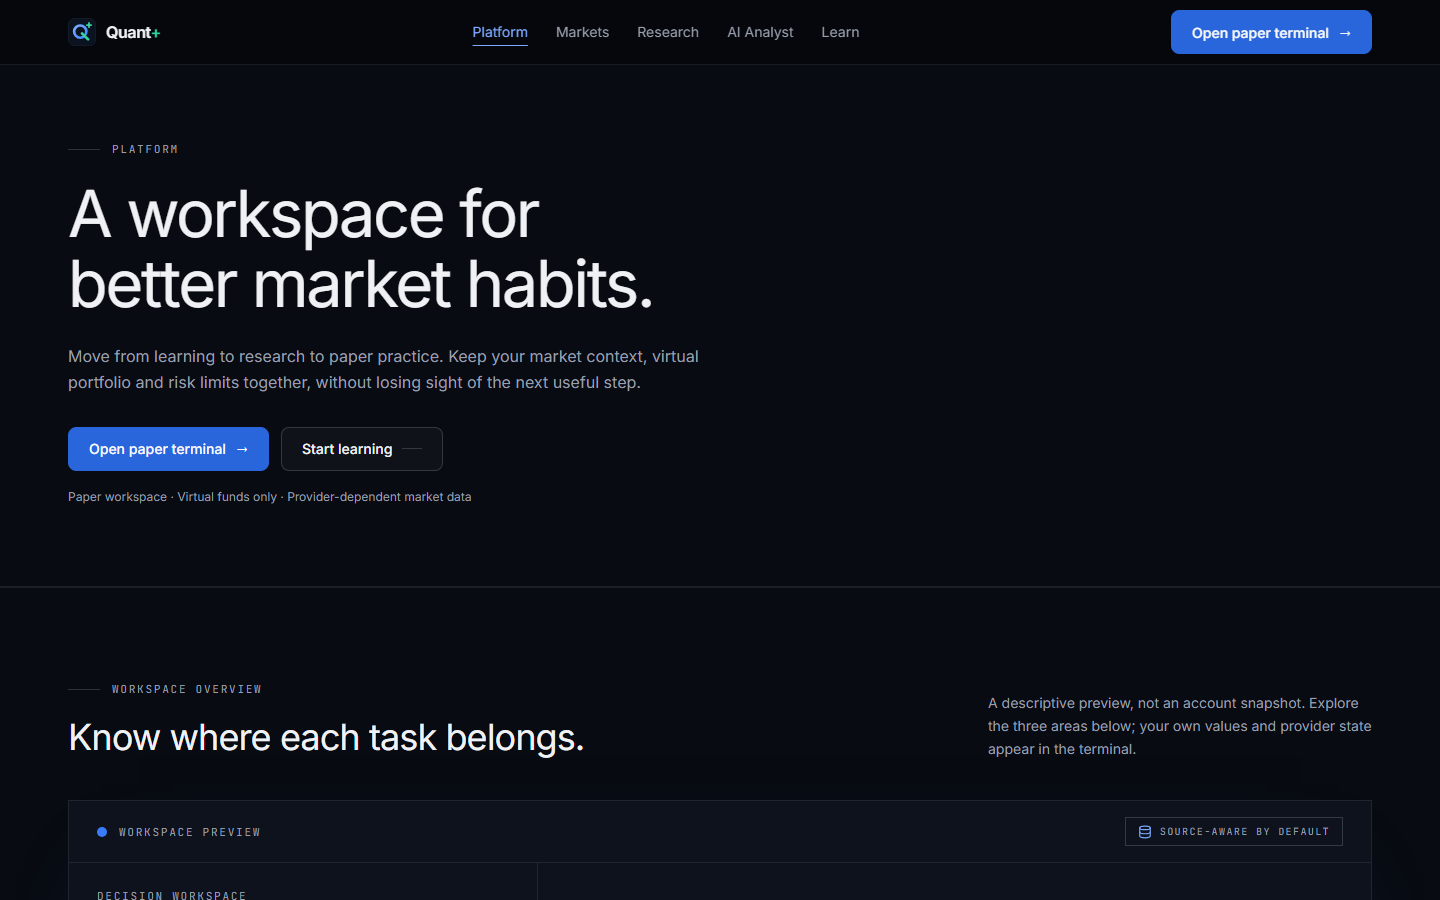 Quant+
Platform
Markets
Research
AI Analyst
Learn
Open paper terminal →
PLATFORM
A workspace for
better market habits.
Move from learning to research to paper practice. Keep your market context, virtual
portfolio and risk limits together, without losing sight of the next useful step.
Open paper terminal →
Start learning
Paper workspace · Virtual funds only · Provider-dependent market data
WORKSPACE OVERVIEW
Know where each task belongs.
A descriptive preview, not an account snapshot. Explore
the three areas below; your own values and provider state
appear in the terminal.
WORKSPACE PREVIEW
SOURCE-AWARE BY DEFAULT
DECISION WORKSPACE